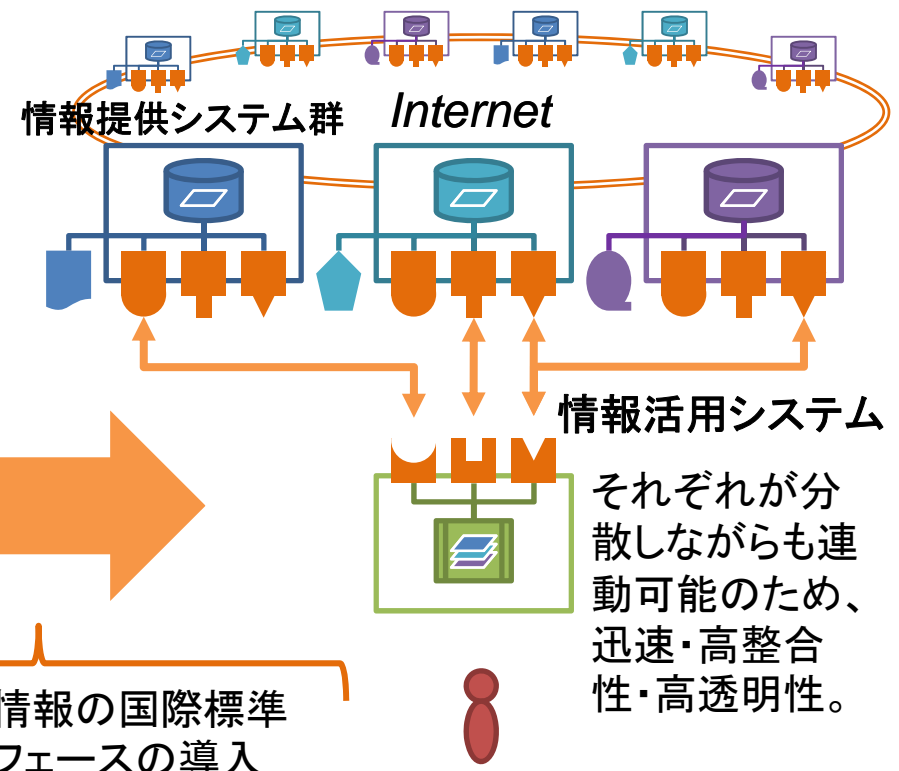 情報提供システム群
Internet
情報活用システム
それぞれが分
散しながらも連
動可能のため、
迅速・高整合
性・高透明性。
情報の国際標準
フェースの導入